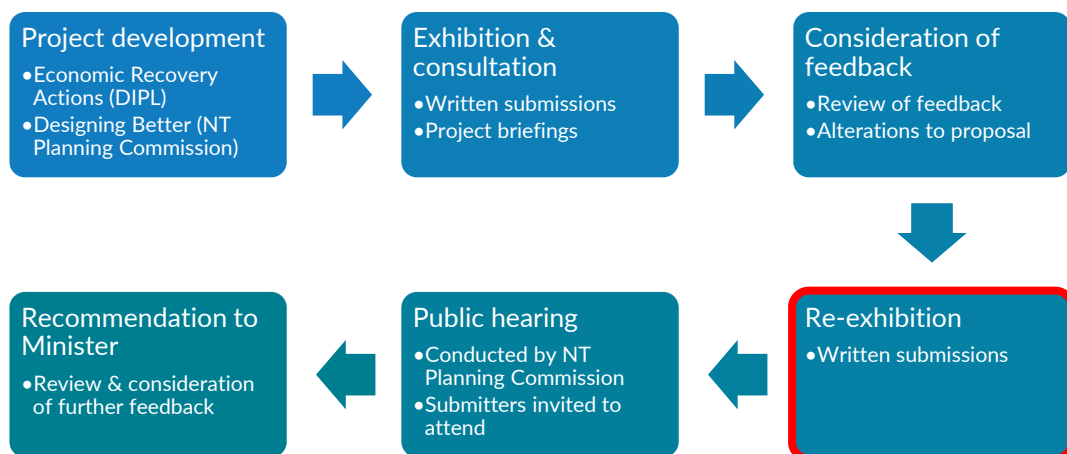 Project development
•Economic Recovery
Actions (DIPL)
•Designing Better (NT
Planning Commission)
Exhibition &
consultation
•Written submissions
•Project briefings
Consideration of
feedback
•Review of feedback
•Alterations to proposal
Re-exhibition
•Written submissions
Public hearing
•Conducted by NT
Planning Commission
•Submitters invited to
attend
Recommendation to
Minister
•Review & consideration
of further feedback